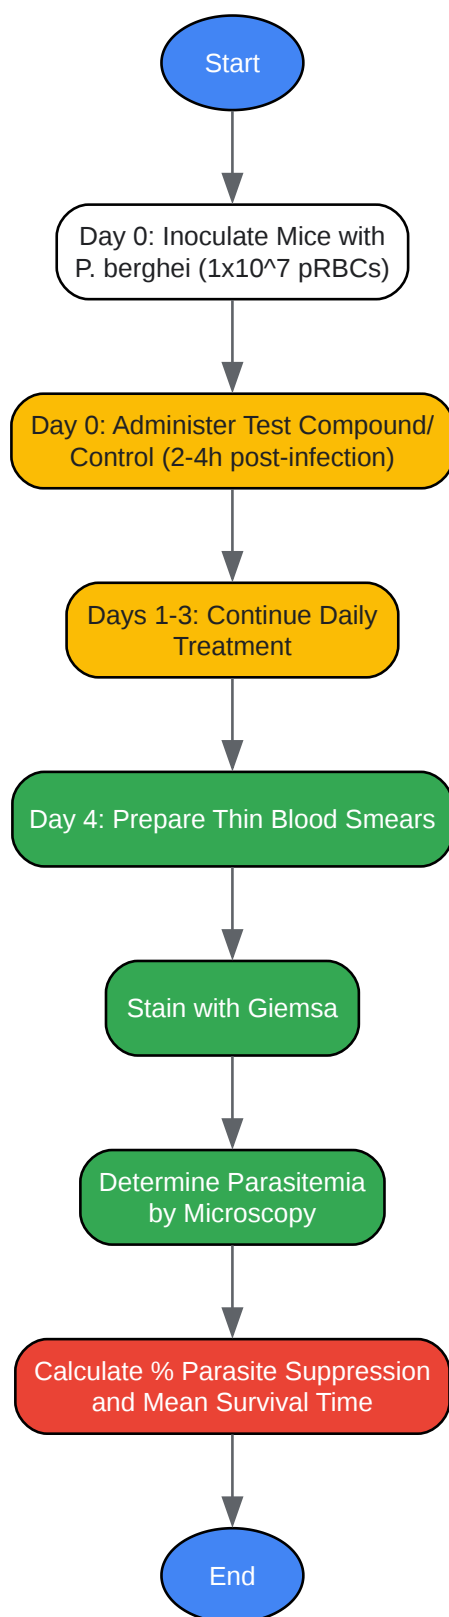 Start
Day 0: Inoculate Mice with
P. berghei (1x10^7 pRBCs)
Day 0: Administer Test Compound/
Control (2-4h post-infection)
Days 1-3: Continue Daily
Treatment
Day 4: Prepare Thin Blood Smears
Stain with Giemsa
Determine Parasitemia
by Microscopy
Calculate % Parasite Suppression
and Mean Survival Time
End